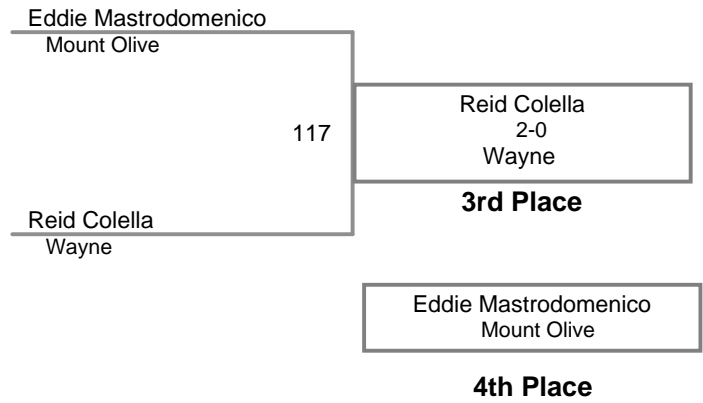 Eddie Mastrodomenico
Mount Olive
117
Reid Colella
Wayne
Reid Colella
2-0
Wayne
3rd Place
Eddie Mastrodomenico
Mount Olive
4th Place